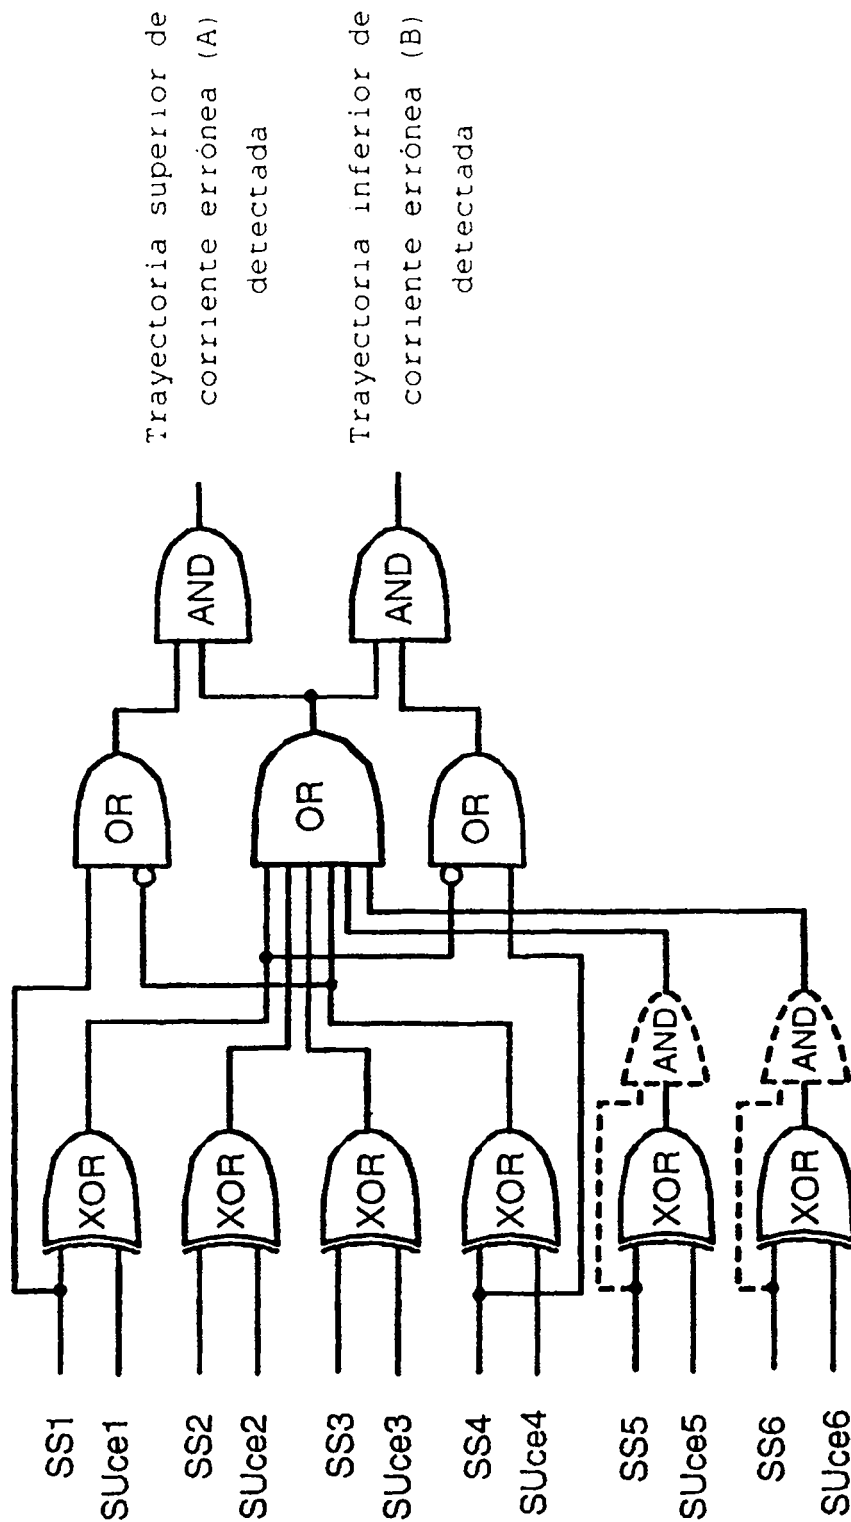 SS1
SUce1
SS2
SUce2
SS3
SUce3
SS4
SUce4
SS5
SUce5
SS6
SUce6
XOR
XOR
XOR
XOR
XOR
XOR
AND
AND
OR
OR
OR
AND
AND
Trayectoria superior de
corriente errónea (A)
detectada
Trayectoria inferior de
corriente errónea (B)
detectada